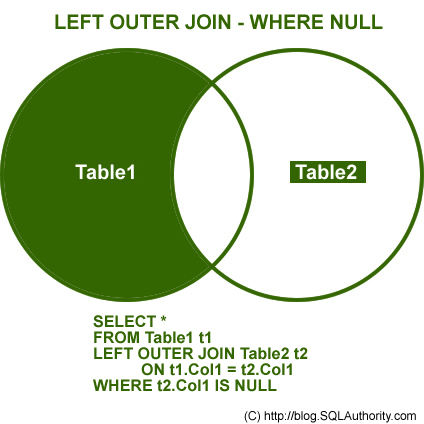 LEFT OUTER JOIN - WHERE NULL
Table1
Table2
SELECT *
FROM Table1 t1
LEFT OUTER JOIN Table2 t2
ON t1.Col1 = t2.Col1
WHERE t2.Col1 IS NULL
(C) http://blog.SQLAuthority.com